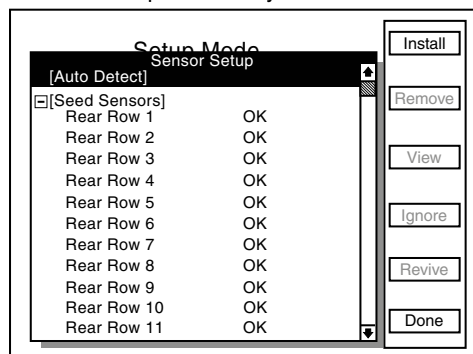 Setup Mode
Sensor Setup
[Auto Detect]
[Seed Sensors]
Rear Row 1 OK
Rear Row 2 OK
Rear Row 3 OK
Rear Row 4 OK
Rear Row 5 OK
Rear Row 6 OK
Rear Row 7 OK
Rear Row 8 OK
Rear Row 9 OK
Rear Row 10 OK
Rear Row 11 OK
Install
Remove
View
Ignore
Revive
Done